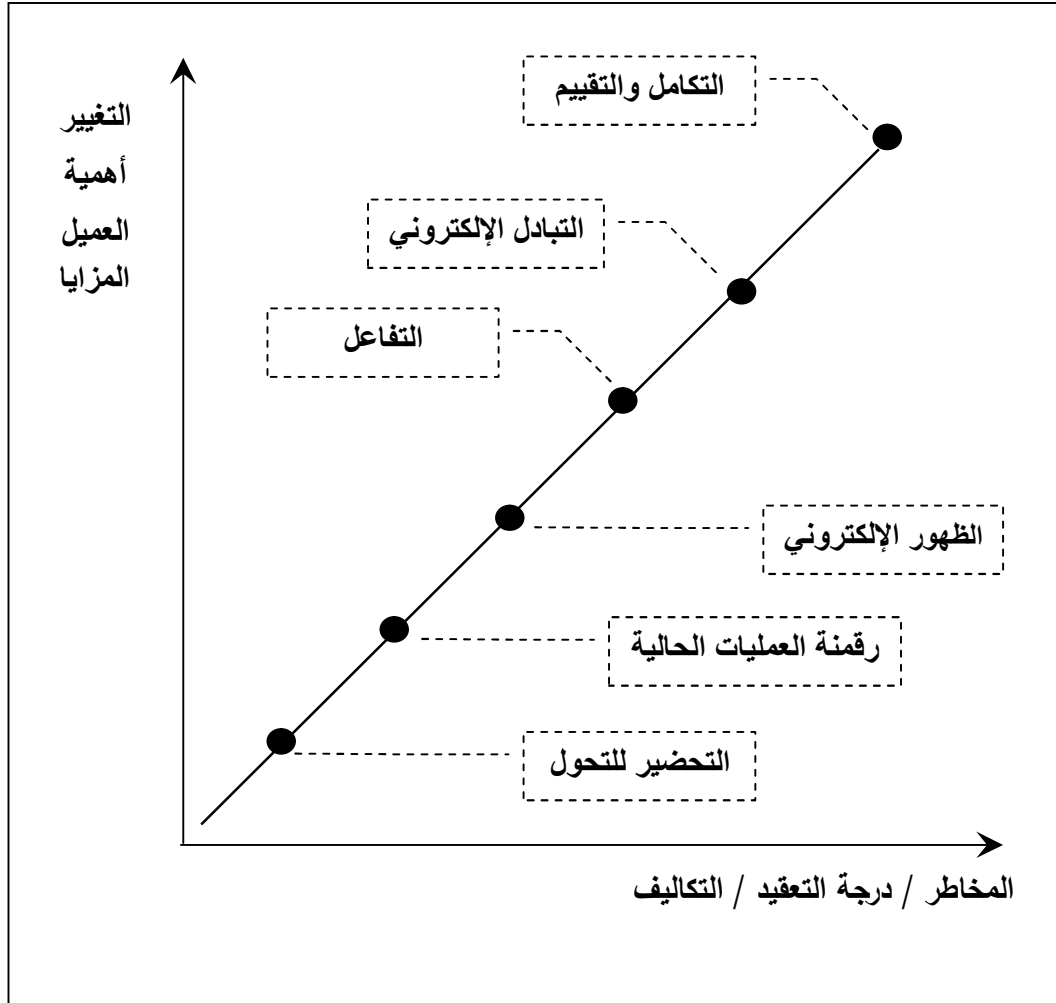 التكامل والتقييم
التغيير
أهمية
العميل
المزايا
التبادل الإلكتروني
التفاعل
الظهور الإلكتروني
رقمنة العمليات الحالية
التحضير للتحول
المخاطر / درجة التعقيد / التكاليف